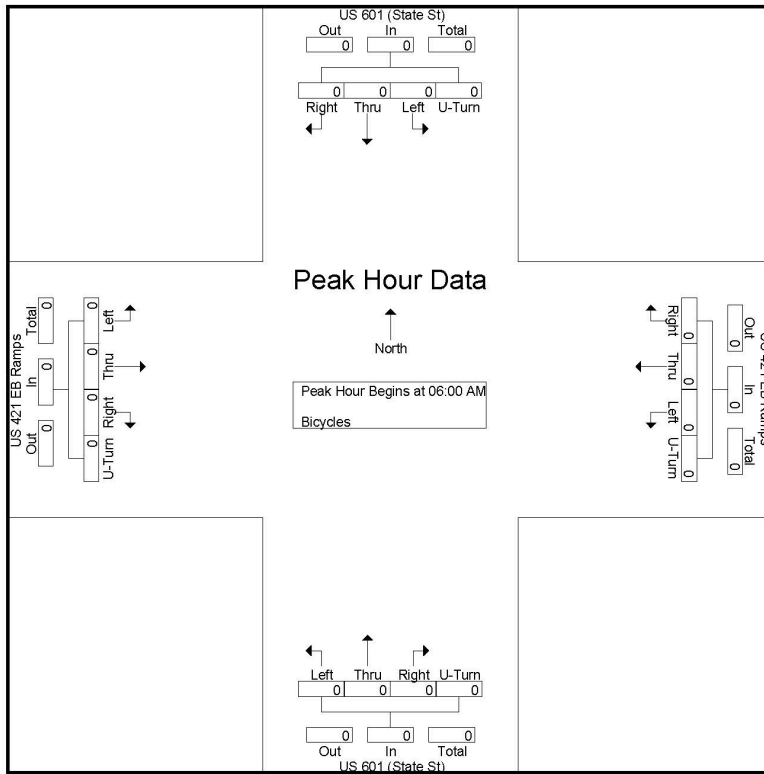 US 601 (State St)
Out In Total
0 0 0
0 0 0 0
Right Thru Left U-Turn
Peak Hour Data
North
Peak Hour Begins at 06:00 AM
Bicycles
US 421 EB Ramps
Total In Out
0 0 0
0 0 0 0
Left Thru Right U-Turn
Right Thru Left U-Turn
0 0 0 0
0 0 0
Out In Total
US 421 EB Ramps
Left Thru Right U-Turn
0 0 0 0
0 0 0
Out In Total
US 601 (State St)